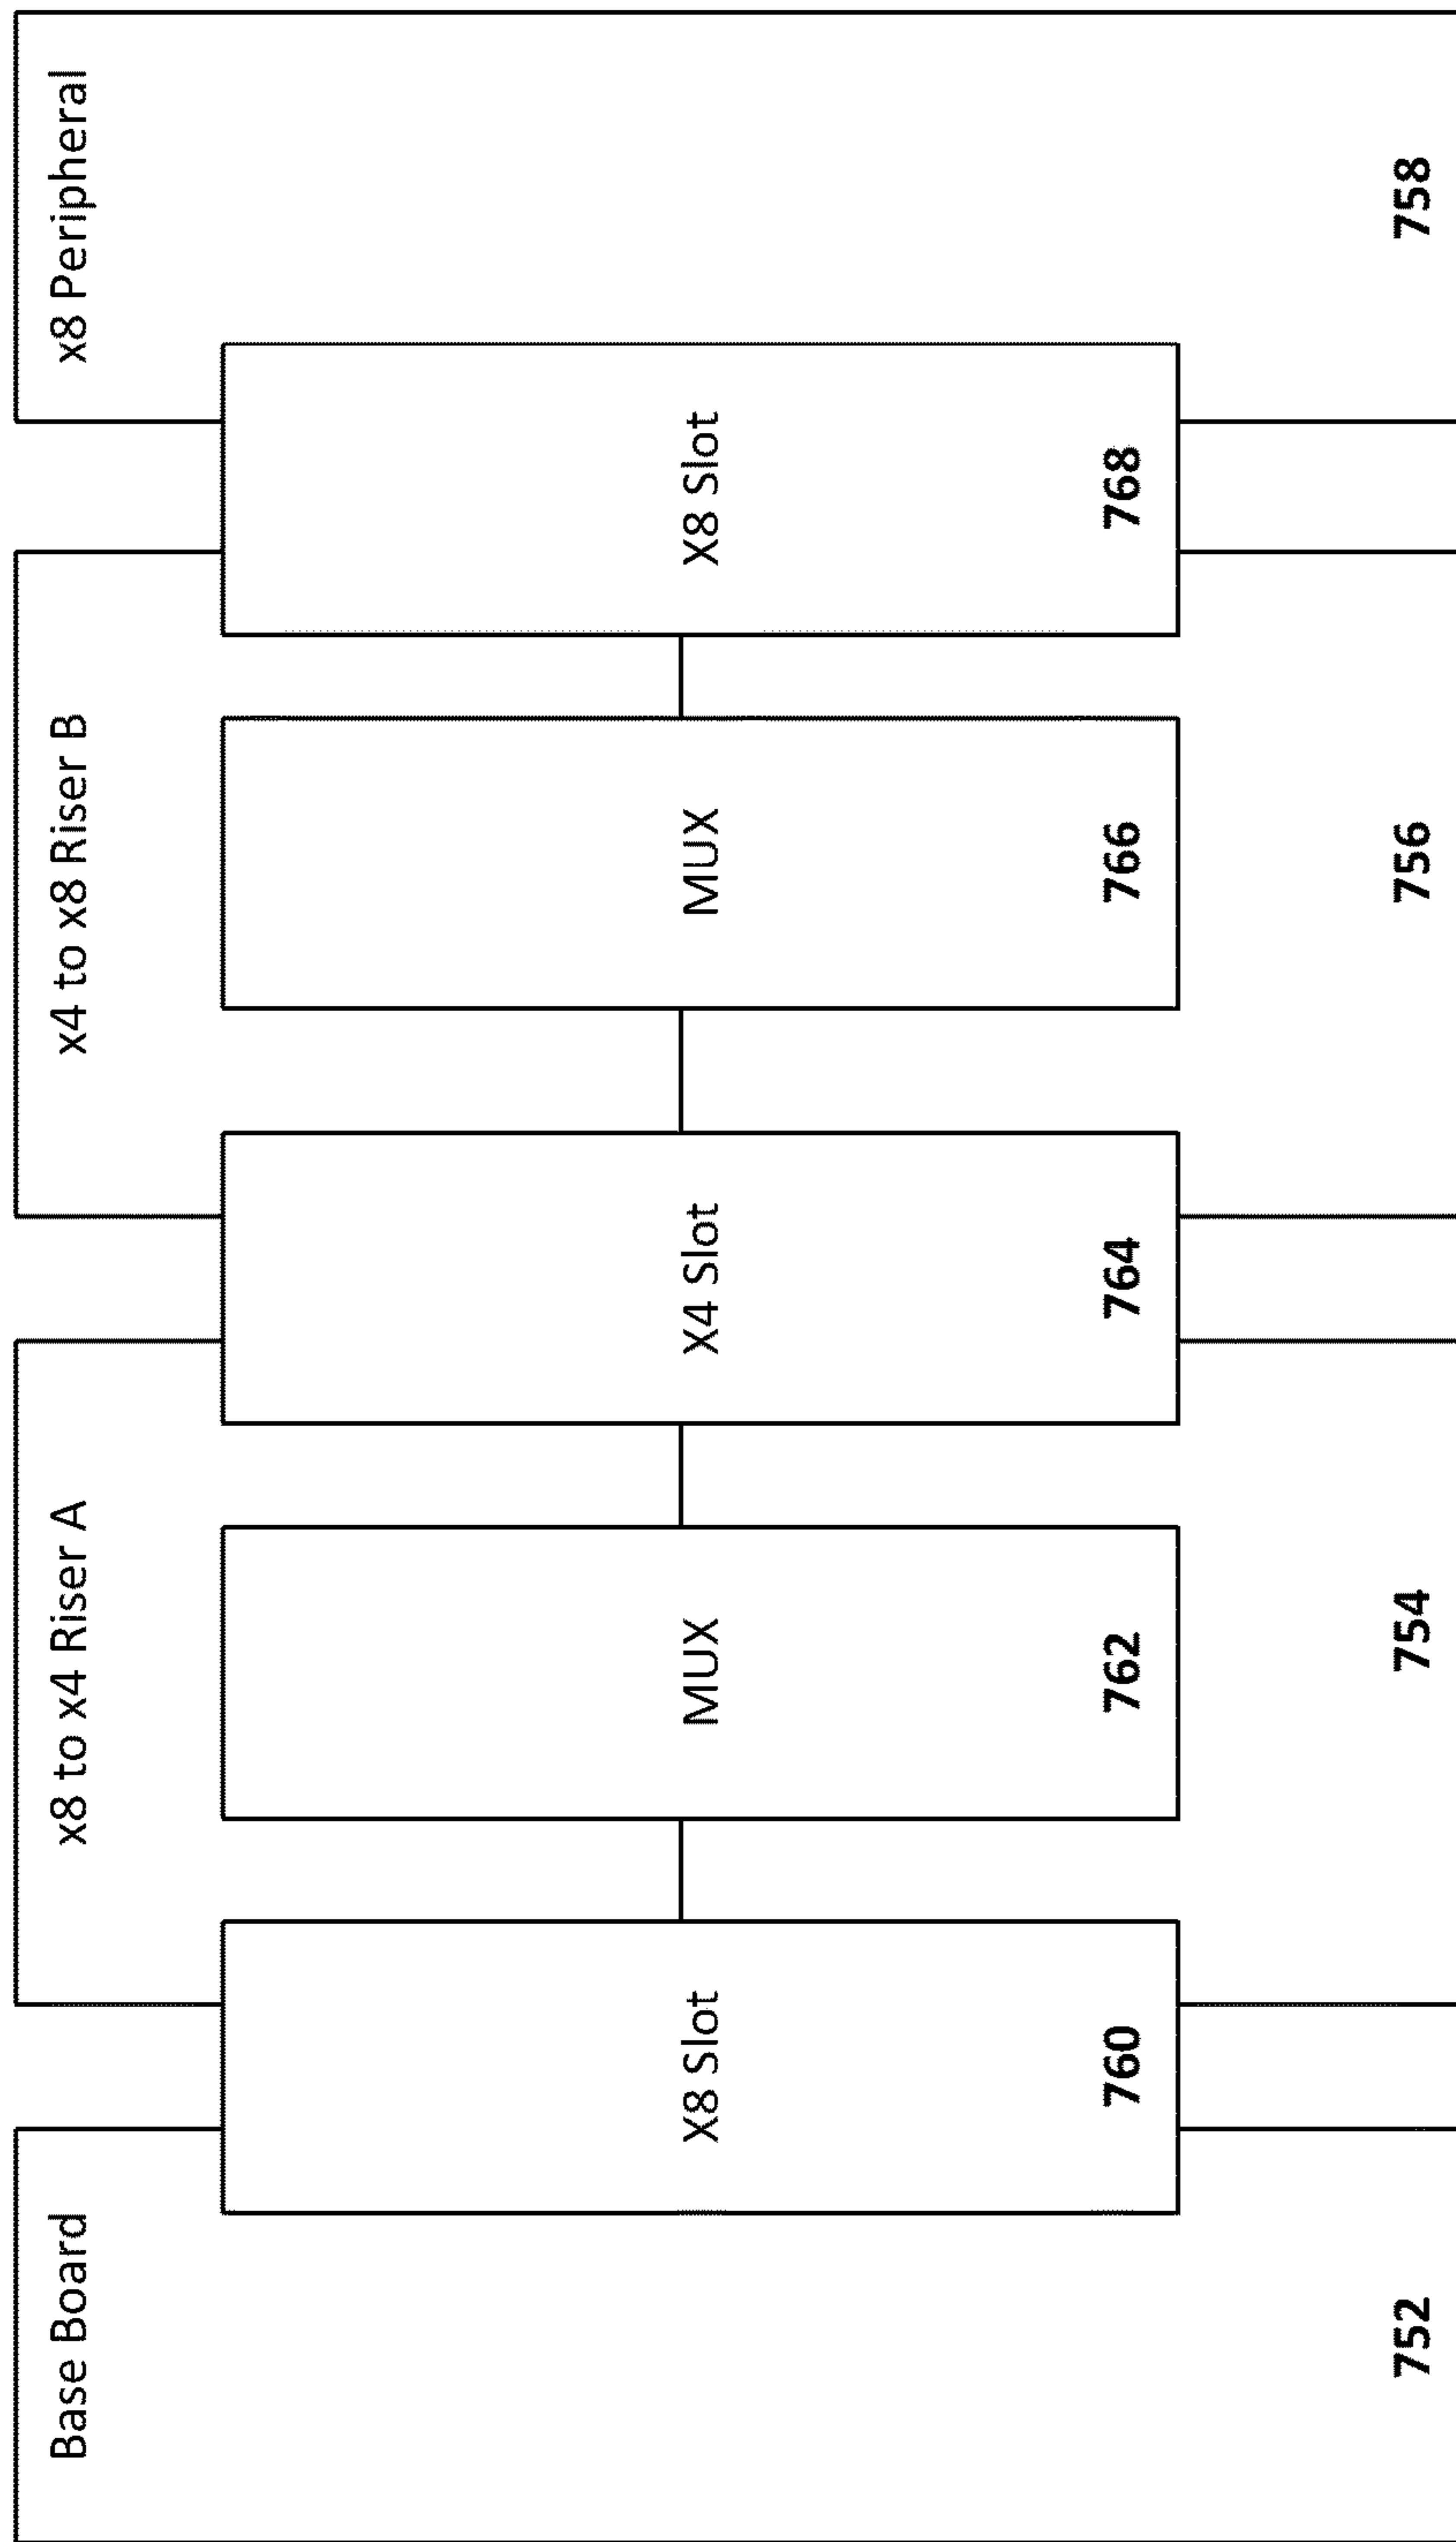 Base Board
x8 to x4 Riser A
x4 to x8 Riser B
x8 Peripheral
X8 Slot
MUX
X4 Slot
MUX
X8 Slot
760
762
764
766
768
752
754
756
758